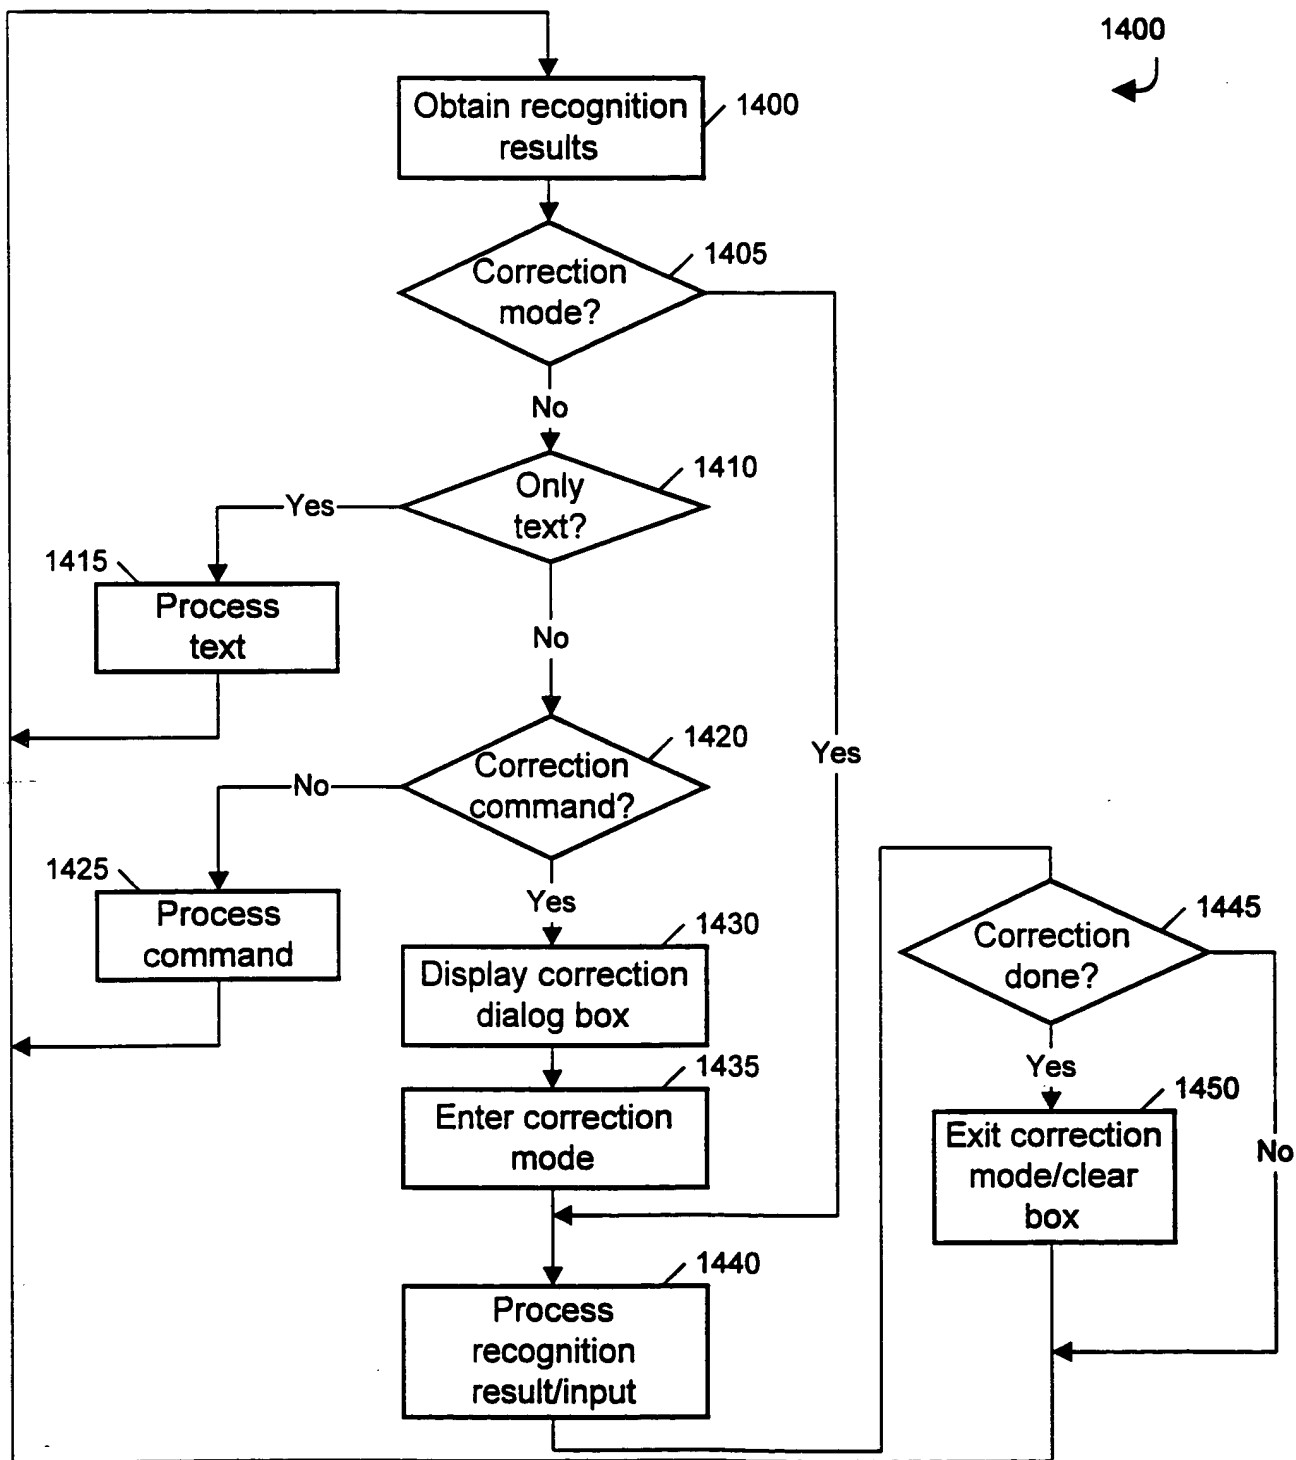 1400
Obtain recognition
results
1400
Correction
mode?
1405
No
Only
text?
1410
Yes
1415
Process
text
No
Yes
Correction
command?
1420
No
1425
Process
command
Yes
1430
Display correction
dialog box
1435
Enter correction
mode
1440
Process
recognition
result/input
Correction
done?
1445
Yes
No
1450
Exit correction
mode/clear
box